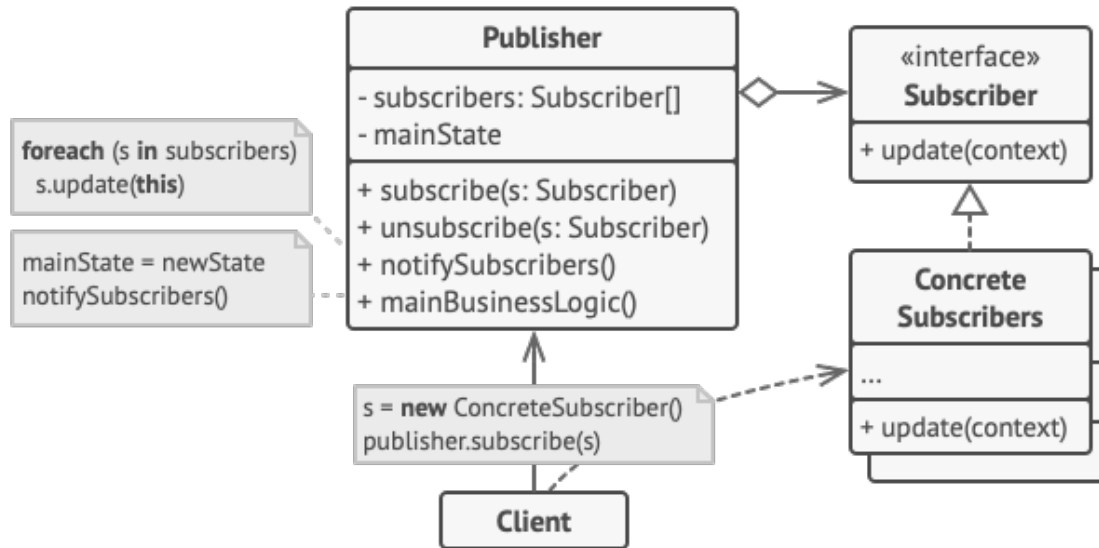 Publisher
- subscribers: Subscriber[]
- mainState
+ subscribe(s: Subscriber)
+ unsubscribe(s: Subscriber)
+ notifySubscribers()
+ mainBusinessLogic()
foreach (s in subscribers)
s.update(this)
mainState = newState
notifySubscribers()
«interface»
Subscriber
+ update(context)
Concrete
Subscribers
...
+ update(context)
s = new ConcreteSubscriber()
publisher.subscribe(s)
Client